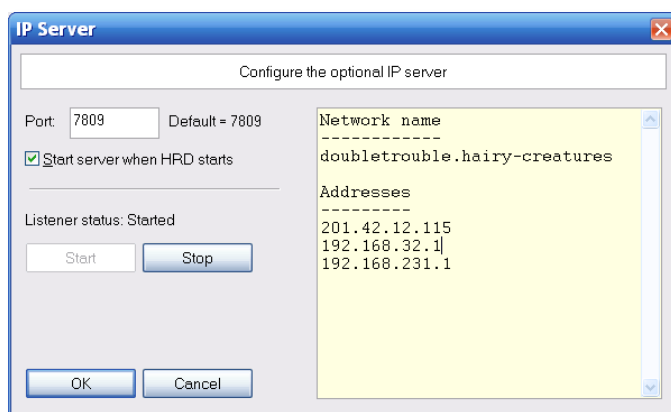 IP Server
Configure the optional IP server
Port: 7809 Default = 7809
Start server when HRD starts
Listener status: Started
Start Stop
OK Cancel
Network name
------------
doubletrouble.hairy-creatures
Addresses
---------
201.42.12.115
192.168.32.1
192.168.231.1